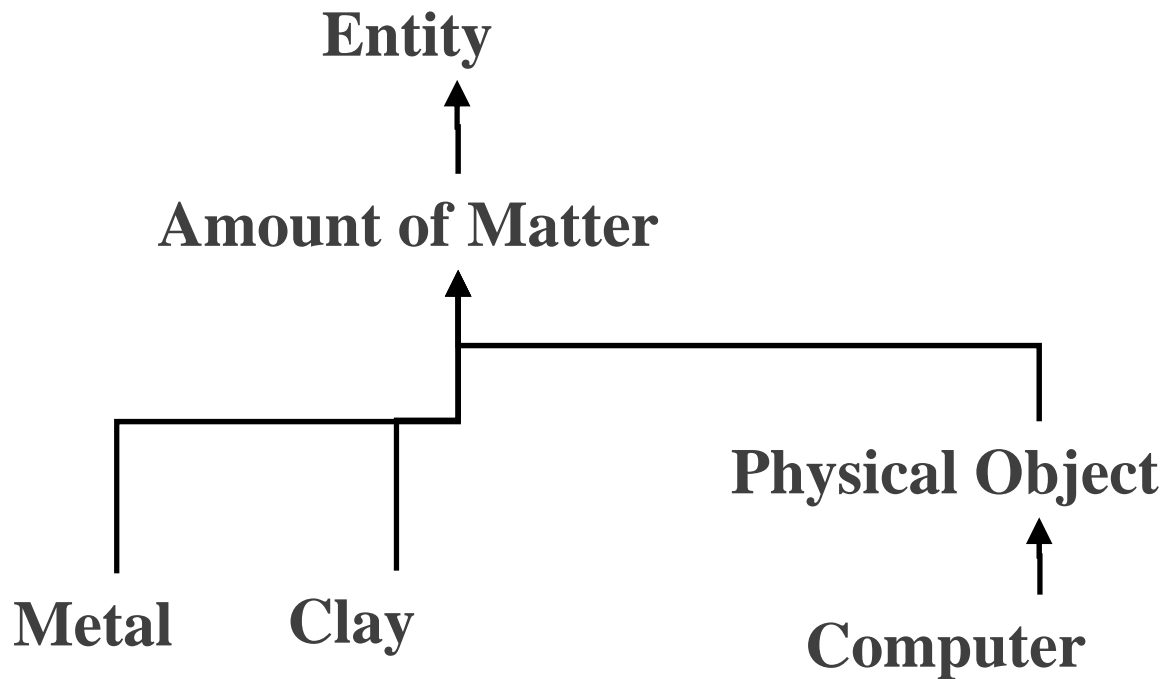 Entity
Amount of Matter
Physical Object
Metal
Clay
Computer